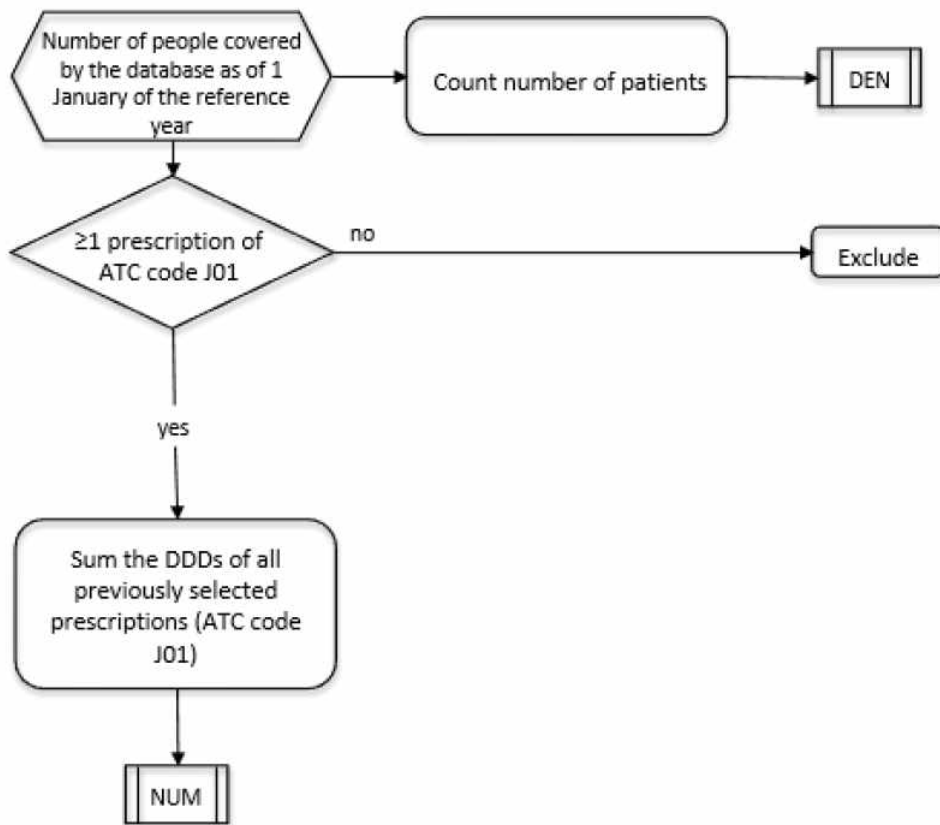 Number of people covered
by the database as of 1
January of the reference
year
Count number of patients
DEN
≥1 prescription of
ATC code J01
no
Exclude
yes
Sum the DDDs of all
previously selected
prescriptions (ATC code
J01)
NUM